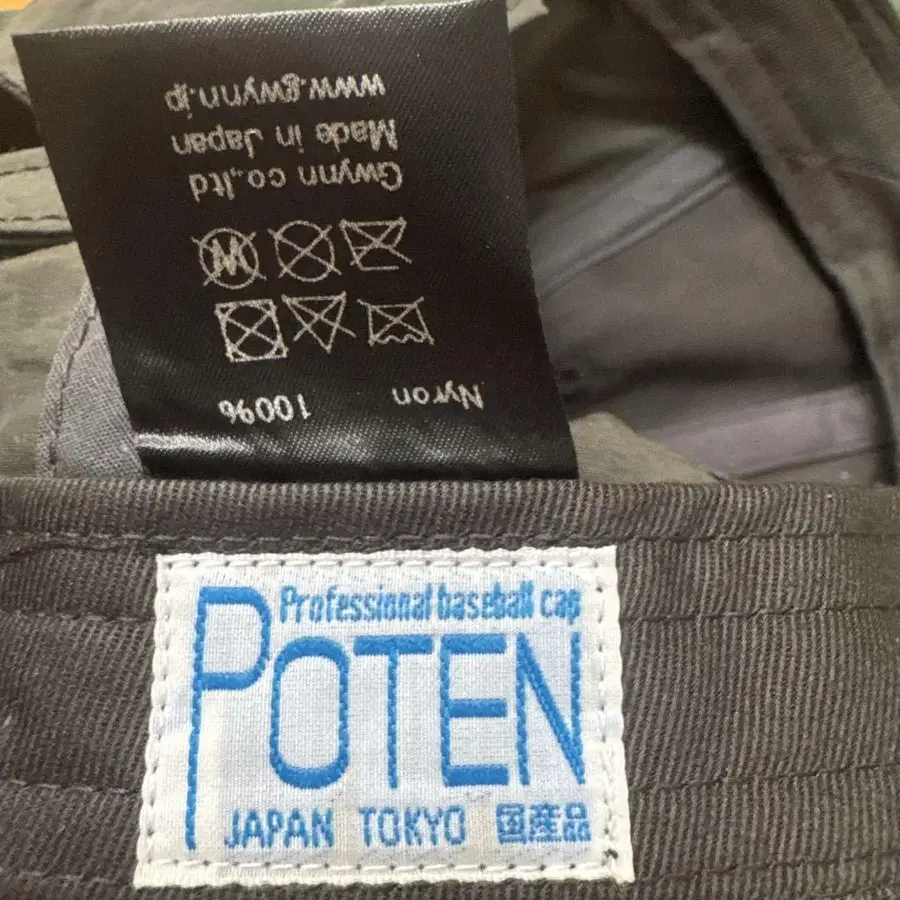 Nyron 100%
Gwynn co.,ltd
Made in Japan
www.gwynn.jp
Professional baseball cap
POTEN
JAPAN TOKYO 国産品